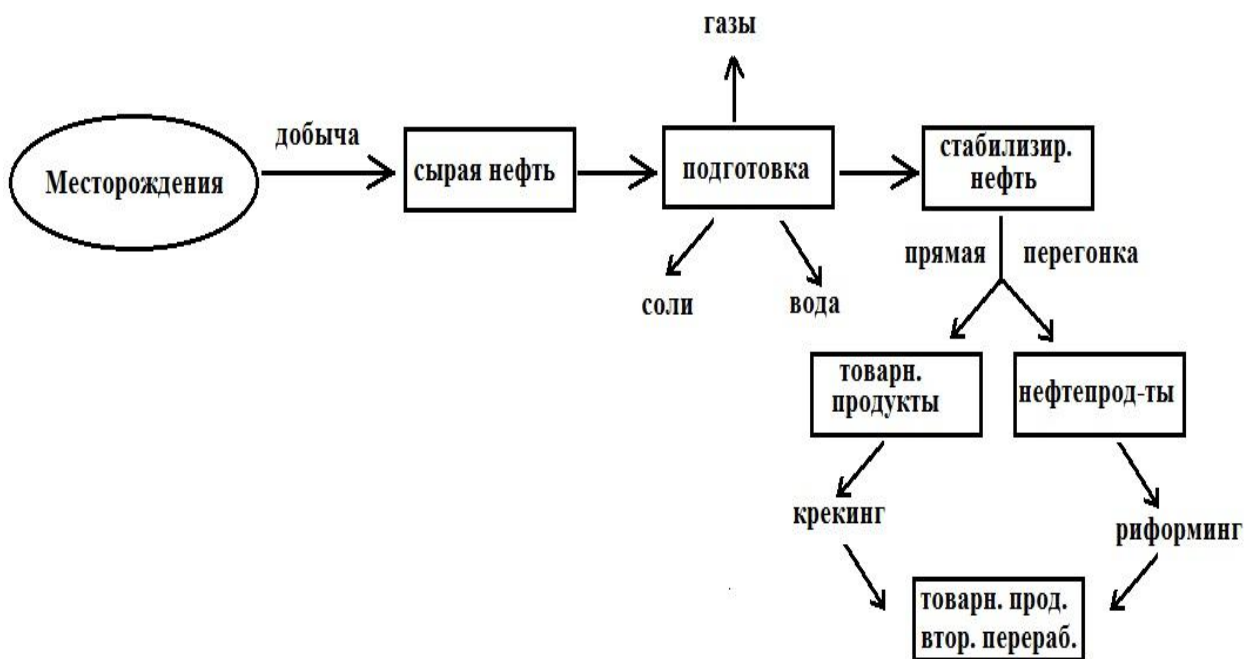 газы
добыча
Месторождения
сырая нефть
подготовка
стабилизир.
нефть
соли
вода
прямая перегонка
товарн.
продукты
нефтепрод-ты
крекинг
риформинг
товарн. прод.
втор. перераб.